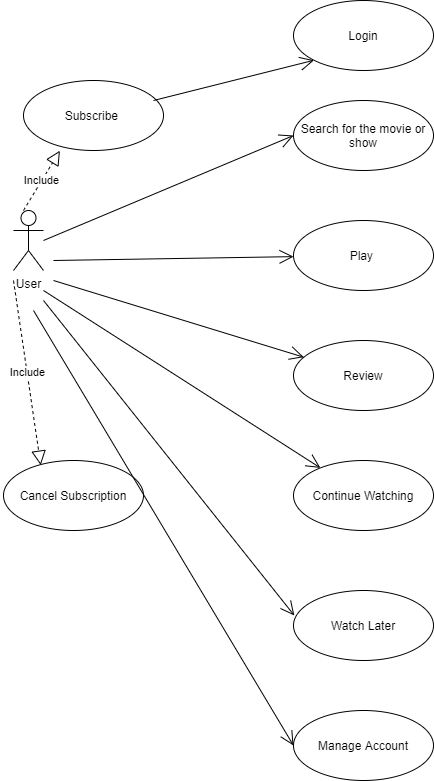 Login
Subscribe
Search for the movie or
show
Include
Play
User
Include
Review
Cancel Subscription
Continue Watching
Watch Later
Manage Account